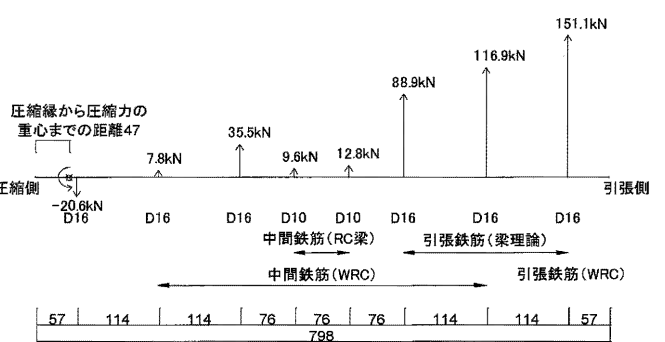 151.1kN
116.9kN
88.9kN
圧縮縁から圧縮力の
重心までの距離47
35.5kN
7.8kN
9.6kN
12.8kN
圧縮側
引張側
-20.6kN
D16
D16
D16
D10
D10
D16
D16
D16
中間鉄筋(RC梁)
引張鉄筋(梁理論)
中間鉄筋(WRC)
引張鉄筋(WRC)
57
114
114
76
76
76
114
114
57
798